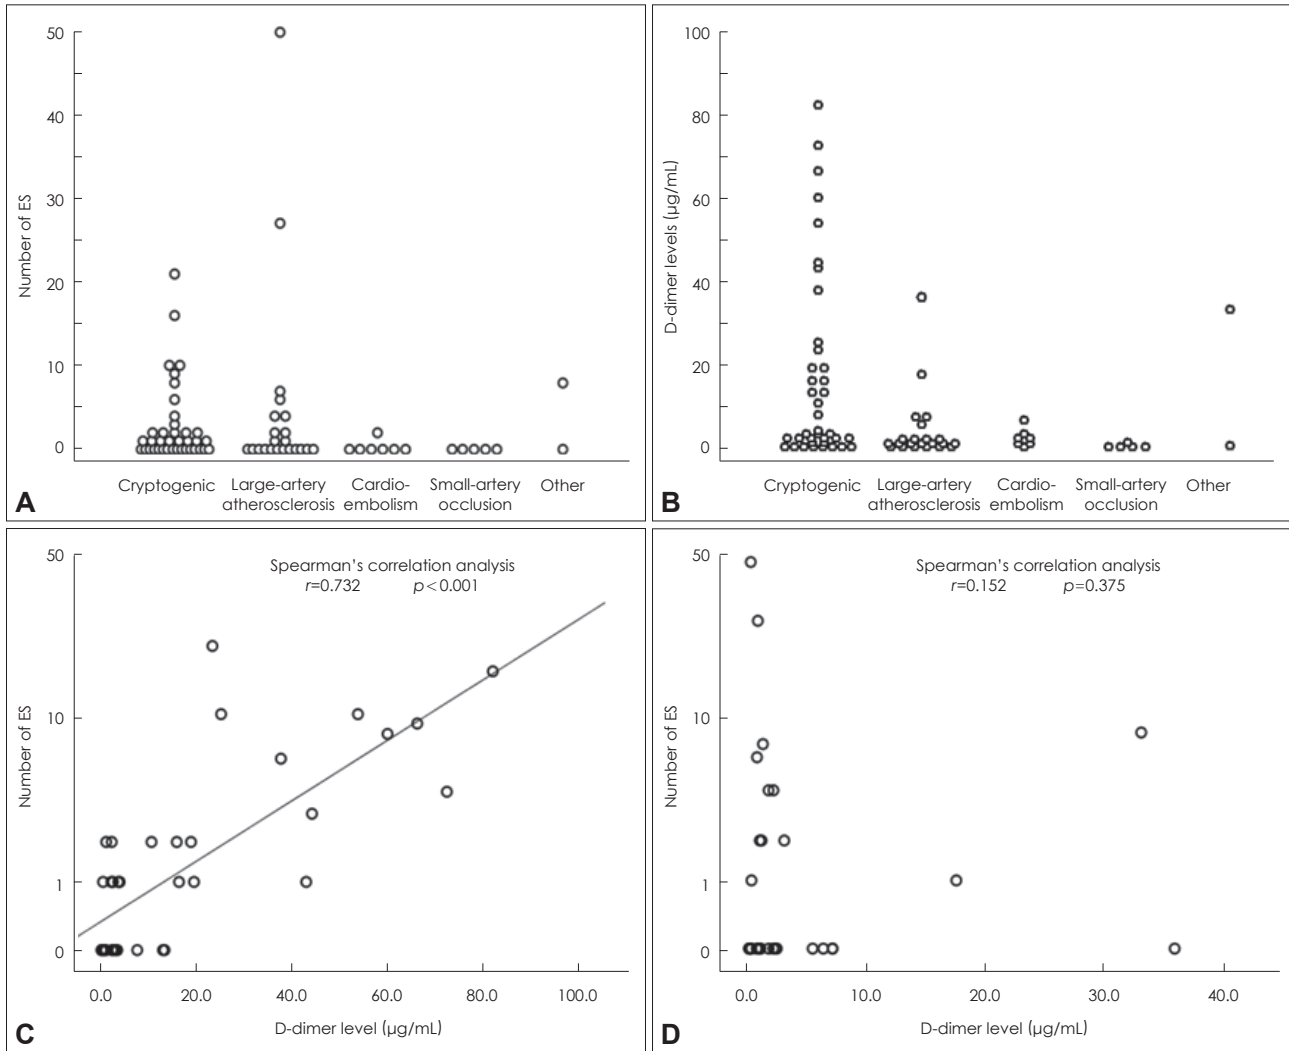 50
40
30
20
10
0
Number of ES
Cryptogenic
Large-artery
atherosclerosis
Cardio-
embolism
Small-artery
occlusion
Other
A
100
80
60
40
20
0
D-dimer levels (µg/mL)
Cryptogenic
Large-artery
atherosclerosis
Cardio-
embolism
Small-artery
occlusion
Other
B
Spearman's correlation analysis
r=0.732 p<0.001
50
10
1
0
Number of ES
0.0 20.0 40.0 60.0 80.0 100.0
D-dimer level (µg/mL)
C
Spearman's correlation analysis
r=0.152 p=0.375
50
10
1
0
Number of ES
0.0 10.0 20.0 30.0 40.0
D-dimer level (µg/mL)
D